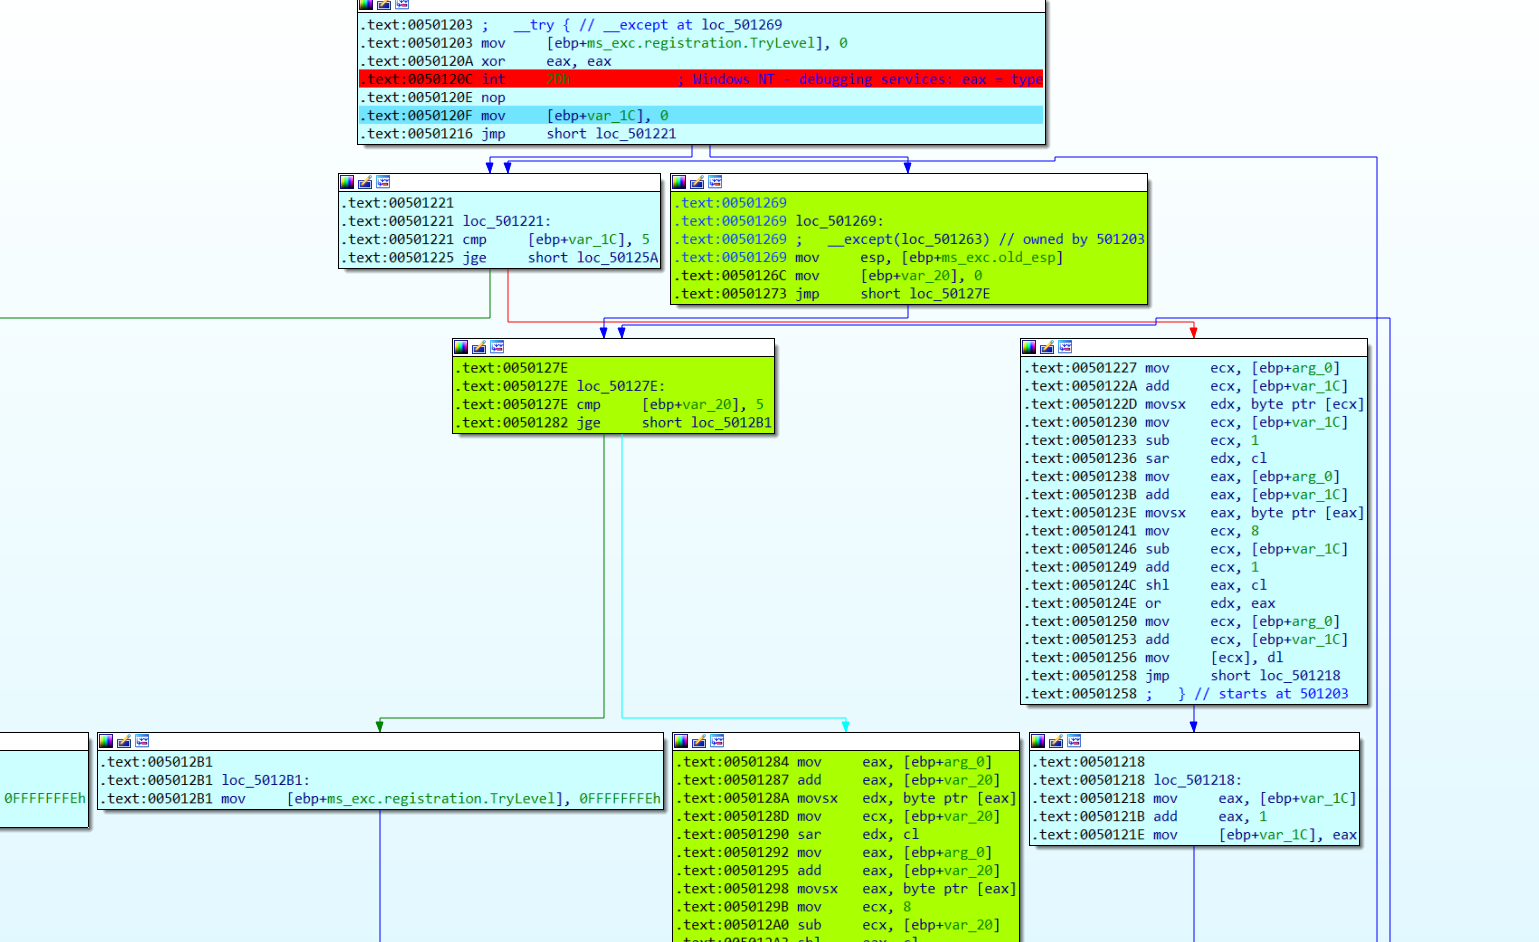 .text:00501203 ;   __try { // __except at loc_501269
.text:00501203 mov     [ebp+ms_exc.registration.TryLevel], 0
.text:0050120A xor     eax, eax
.text:0050120C int     2Dh             ; Windows NT - debugging services: eax = type
.text:0050120E nop
.text:0050120F mov     [ebp+var_1C], 0
.text:00501216 jmp     short loc_501221
.text:00501221
.text:00501221 loc_501221:
.text:00501221 cmp     [ebp+var_1C], 5
.text:00501225 jge     short loc_50125A
.text:00501269
.text:00501269 loc_501269:
.text:00501269 ;   __except(loc_501263) // owned by 501203
.text:00501269 mov     esp, [ebp+ms_exc.old_esp]
.text:0050126C mov     [ebp+var_20], 0
.text:00501273 jmp     short loc_50127E
.text:0050127E
.text:0050127E loc_50127E:
.text:0050127E cmp     [ebp+var_20], 5
.text:00501282 jge     short loc_5012B1
.text:00501227 mov     ecx, [ebp+arg_0]
.text:0050122A add     ecx, [ebp+var_1C]
.text:0050122D movsx   edx, byte ptr [ecx]
.text:00501230 mov     ecx, [ebp+var_1C]
.text:00501233 sub     ecx, 1
.text:00501236 sar     edx, cl
.text:00501238 mov     eax, [ebp+arg_0]
.text:0050123B add     eax, [ebp+var_1C]
.text:0050123E movsx   eax, byte ptr [eax]
.text:00501241 mov     ecx, 8
.text:00501246 sub     ecx, [ebp+var_1C]
.text:00501249 add     ecx, 1
.text:0050124C shl     eax, cl
.text:0050124E or      edx, eax
.text:00501250 mov     ecx, [ebp+arg_0]
.text:00501253 add     ecx, [ebp+var_1C]
.text:00501256 mov     [ecx], dl
.text:00501258 jmp     short loc_501218
.text:00501258 ;   } // starts at 501203
0FFFFFFFEh
.text:005012B1
.text:005012B1 loc_5012B1:
.text:005012B1 mov     [ebp+ms_exc.registration.TryLevel], 0FFFFFFFEh
.text:00501284 mov     eax, [ebp+arg_0]
.text:00501287 add     eax, [ebp+var_20]
.text:0050128A movsx   edx, byte ptr [eax]
.text:0050128D mov     ecx, [ebp+var_20]
.text:00501290 sar     edx, cl
.text:00501292 mov     eax, [ebp+arg_0]
.text:00501295 add     eax, [ebp+var_20]
.text:00501298 movsx   eax, byte ptr [eax]
.text:0050129B mov     ecx, 8
.text:005012A0 sub     ecx, [ebp+var_20]
.text:005012A3 shl     eax, cl
.text:00501218
.text:00501218 loc_501218:
.text:00501218 mov     eax, [ebp+var_1C]
.text:0050121B add     eax, 1
.text:0050121E mov     [ebp+var_1C], eax